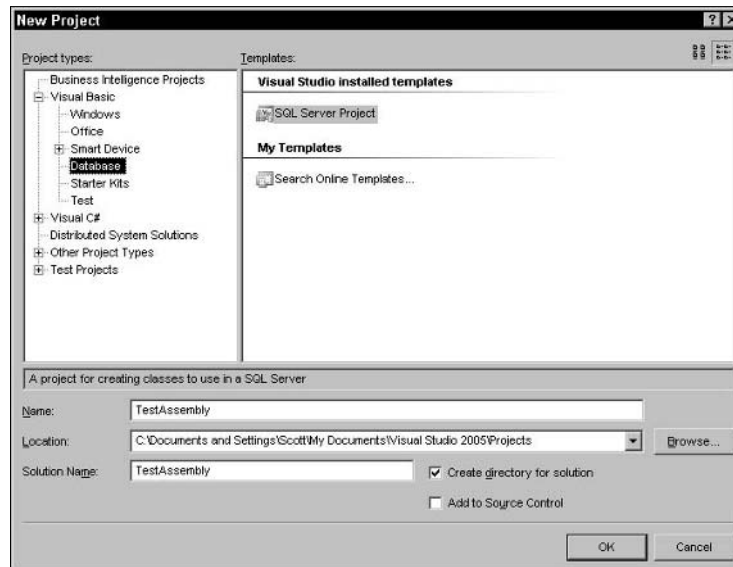 New Project
Project types:
Templates:
Business Intelligence Projects
Visual Basic
Windows
Office
Smart Device
Database
Starter Kits
Test
Visual C#
Distributed System Solutions
Other Project Types
Test Projects
Visual Studio installed templates
SQL Server Project
My Templates
Search Online Templates...
A project for creating classes to use in a SQL Server
Name: TestAssembly
Location: C:\Documents and Settings\Scott\My Documents\Visual Studio 2005\Projects Browse...
Solution Name: TestAssembly Create directory for solution
Add to Source Control
OK Cancel